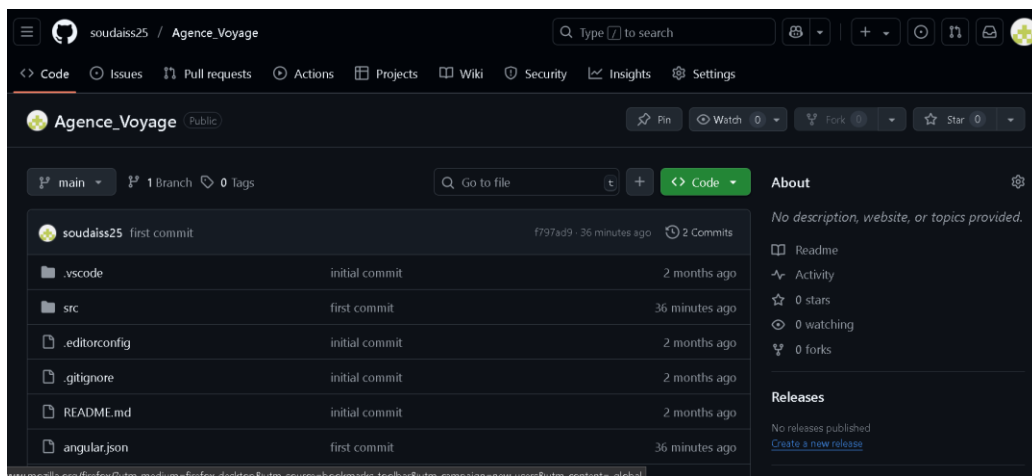 soudaiss25 / Agence_Voyage Type / to search
Code Issues Pull requests Actions Projects Wiki Security Insights Settings
Agence_Voyage Public Pin Watch 0 Fork 0 Star 0
main 1 Branch 0 Tags Go to file t Code About
No description, website, or topics provided.
soudaiss25 first commit f797ad9 · 36 minutes ago 2 Commits
Readme
.vscode initial commit 2 months ago
Activity
src first commit 36 minutes ago
0 stars
.editorconfig initial commit 2 months ago
0 watching
0 forks
.gitignore initial commit 2 months ago
Releases
README.md initial commit 2 months ago
No releases published
Create a new release
angular.json first commit 36 minutes ago